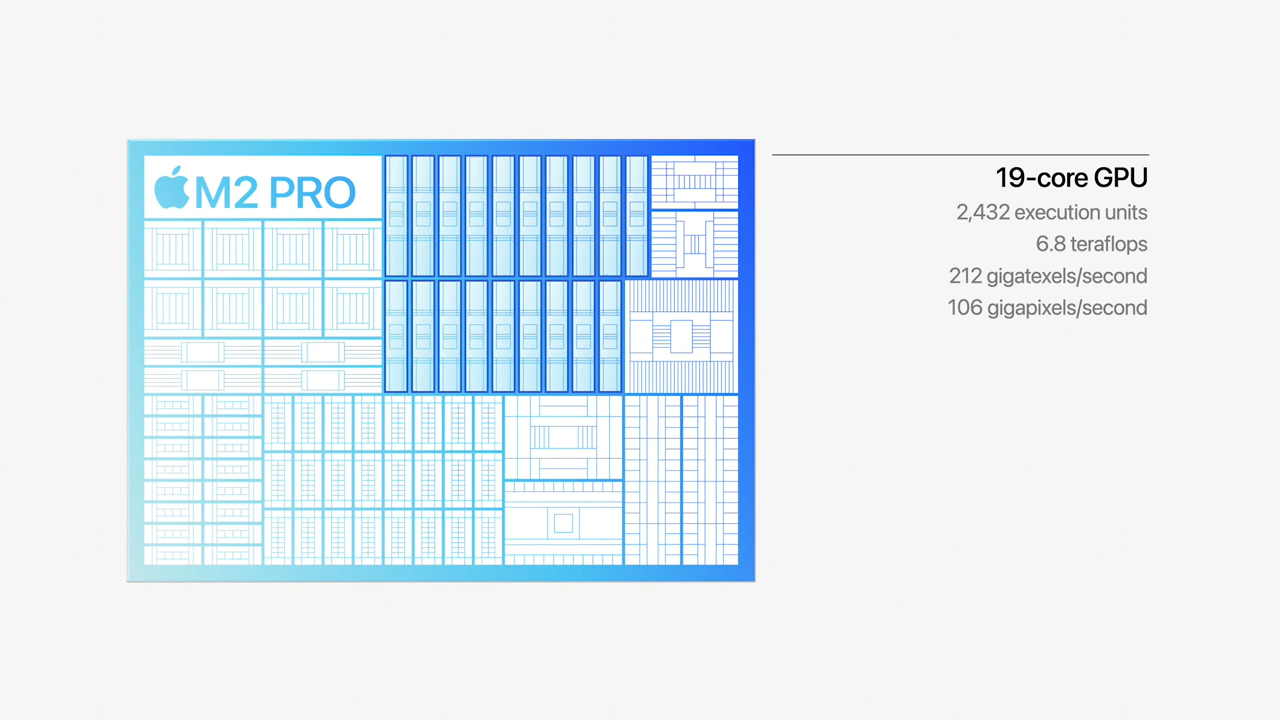 M2 PRO
19-core GPU
2,432 execution units
6.8 teraflops
212 gigatexels/second
106 gigapixels/second